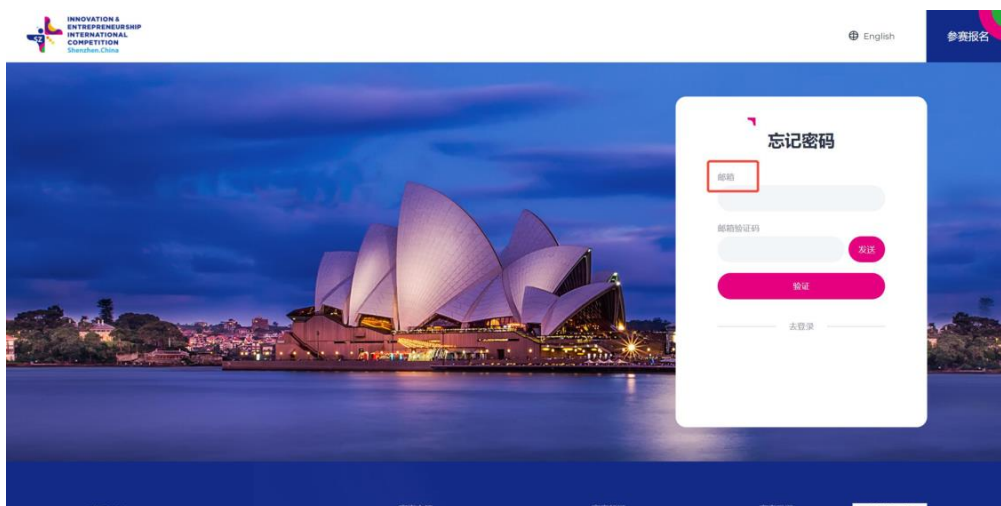 INNOVATION &
ENTREPRENEURSHIP
INTERNATIONAL
COMPETITION
Shenzhen.China
SZ
English
参赛报名
忘记密码
邮箱
邮箱验证码
发送
验证
去登录